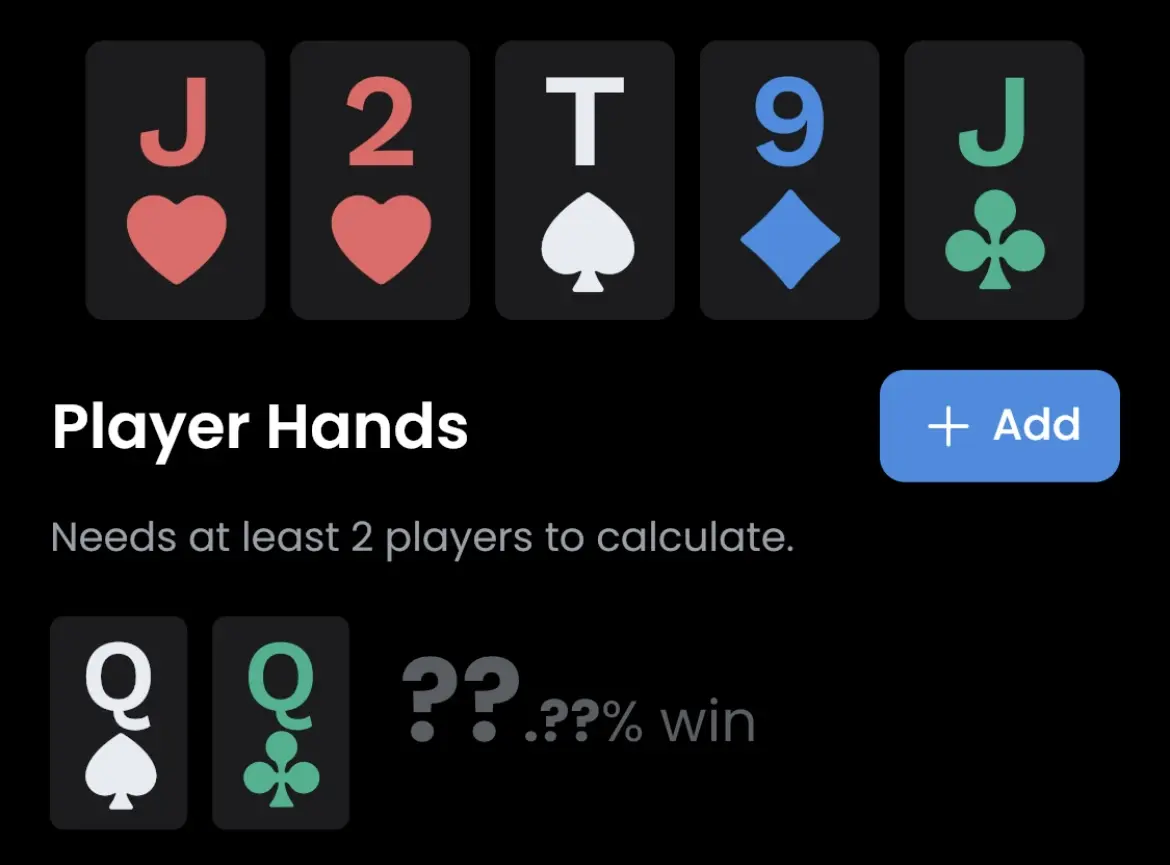 J 2 T 9 J
Player Hands
+ Add
Needs at least 2 players to calculate.
Q Q ??.??% win